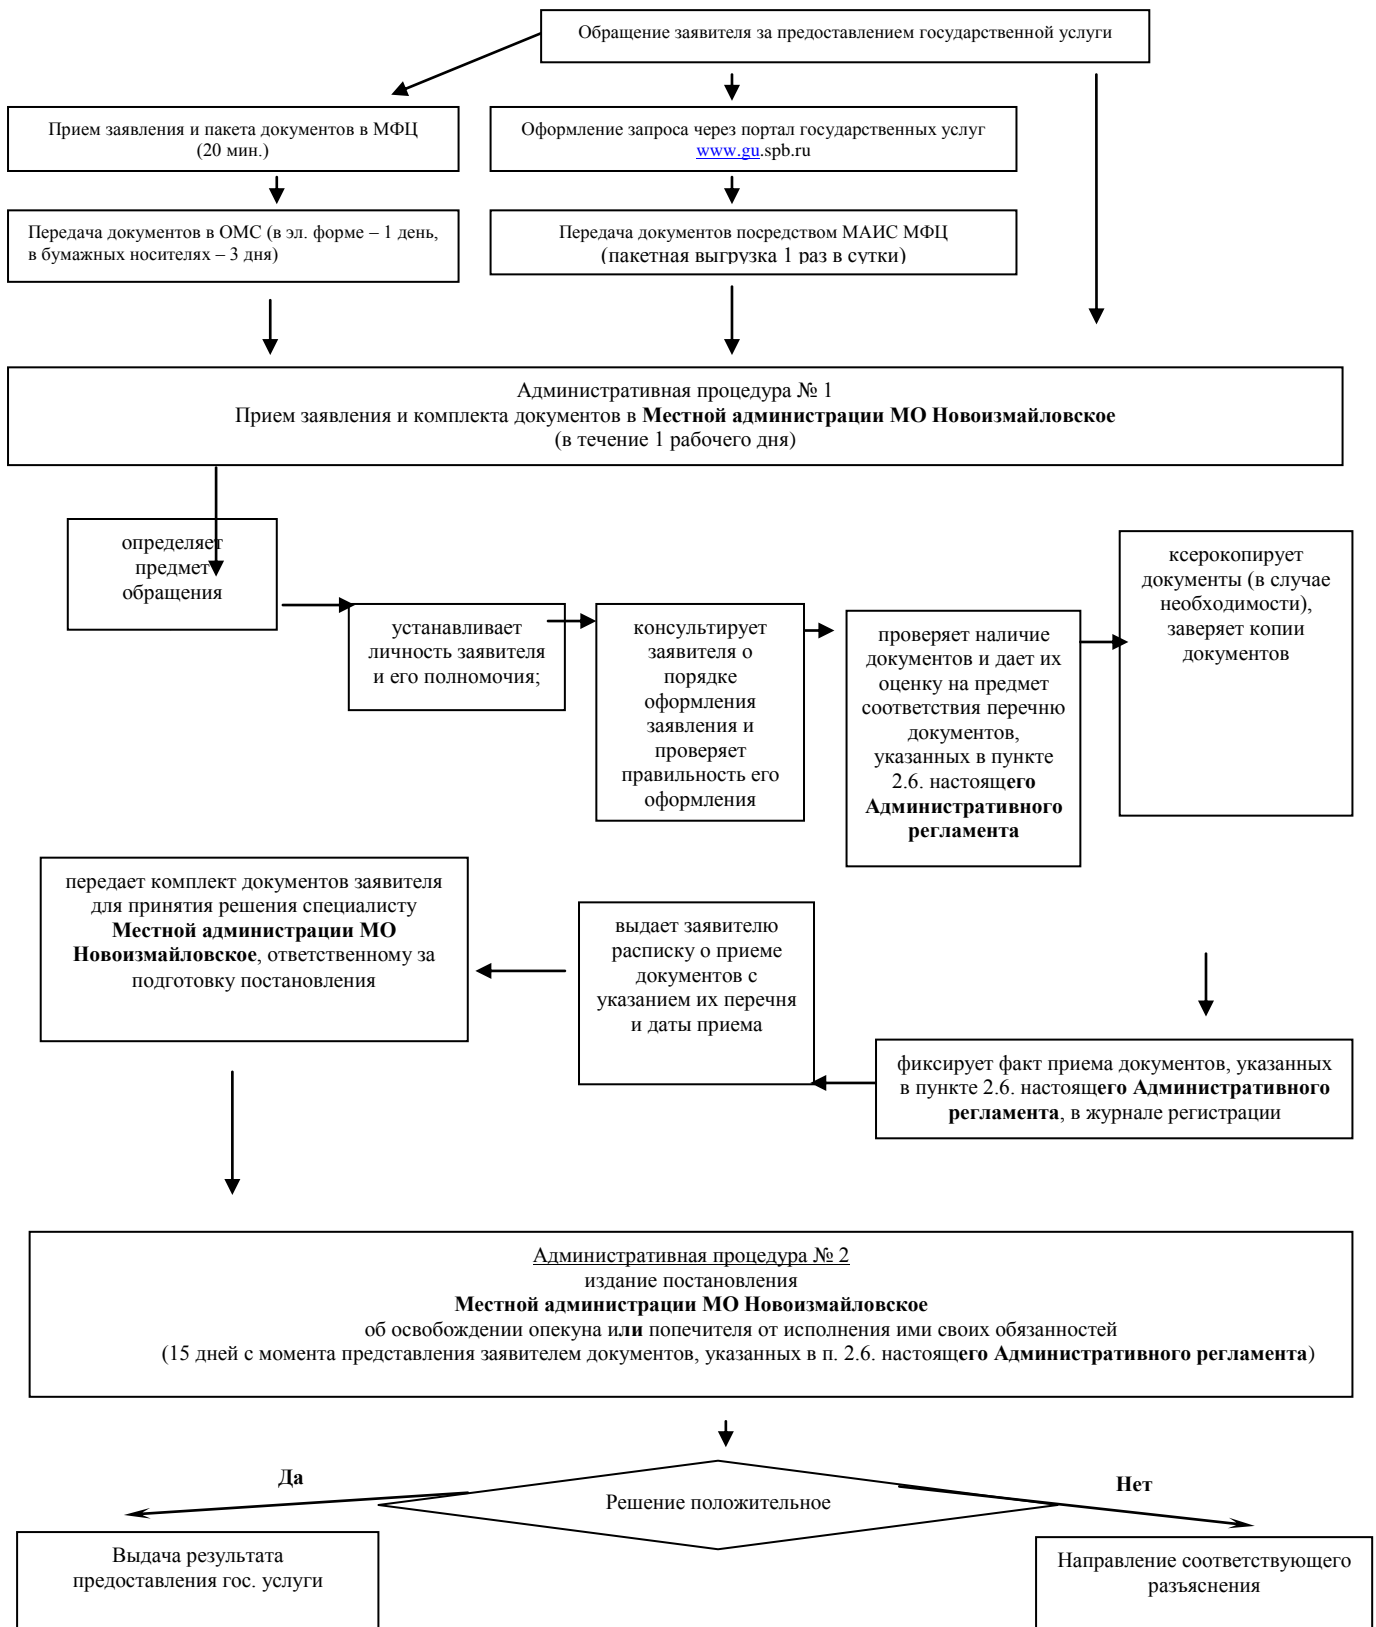 Обращение заявителя за предоставлением государственной услуги
Прием заявления и пакета документов в МФЦ
(20 мин.)
Оформление запроса через портал государственных услуг
www.gu.spb.ru
Передача документов в ОМС (в эл. форме – 1 день,
в бумажных носителях – 3 дня)
Передача документов посредством МАИС МФЦ
(пакетная выгрузка 1 раз в сутки)
Административная процедура № 1
Прием заявления и комплекта документов в Местной администрации МО Новоизмайловское
(в течение 1 рабочего дня)
определяет
предмет
обращения
устанавливает
личность заявителя
и его полномочия;
консультирует
заявителя о
порядке
оформления
заявления и
проверяет
правильность его
оформления
проверяет наличие
документов и дает их
оценку на предмет
соответствия перечню
документов,
указанных в пункте
2.6. настоящего
Административного
регламента
ксерокопирует
документы (в случае
необходимости),
заверяет копии
документов
передает комплект документов заявителя
для принятия решения специалисту
Местной администрации МО
Новоизмайловское, ответственному за
подготовку постановления
выдает заявителю
расписку о приеме
документов с
указанием их перечня
и даты приема
фиксирует факт приема документов, указанных
в пункте 2.6. настоящего Административного
регламента, в журнале регистрации
Административная процедура № 2
издание постановления
Местной администрации МО Новоизмайловское
об освобождении опекуна или попечителя от исполнения ими своих обязанностей
(15 дней с момента представления заявителем документов, указанных в п. 2.6. настоящего Административного регламента)
Да
Решение положительное
Нет
Выдача результата
предоставления гос. услуги
Направление соответствующего
разъяснения